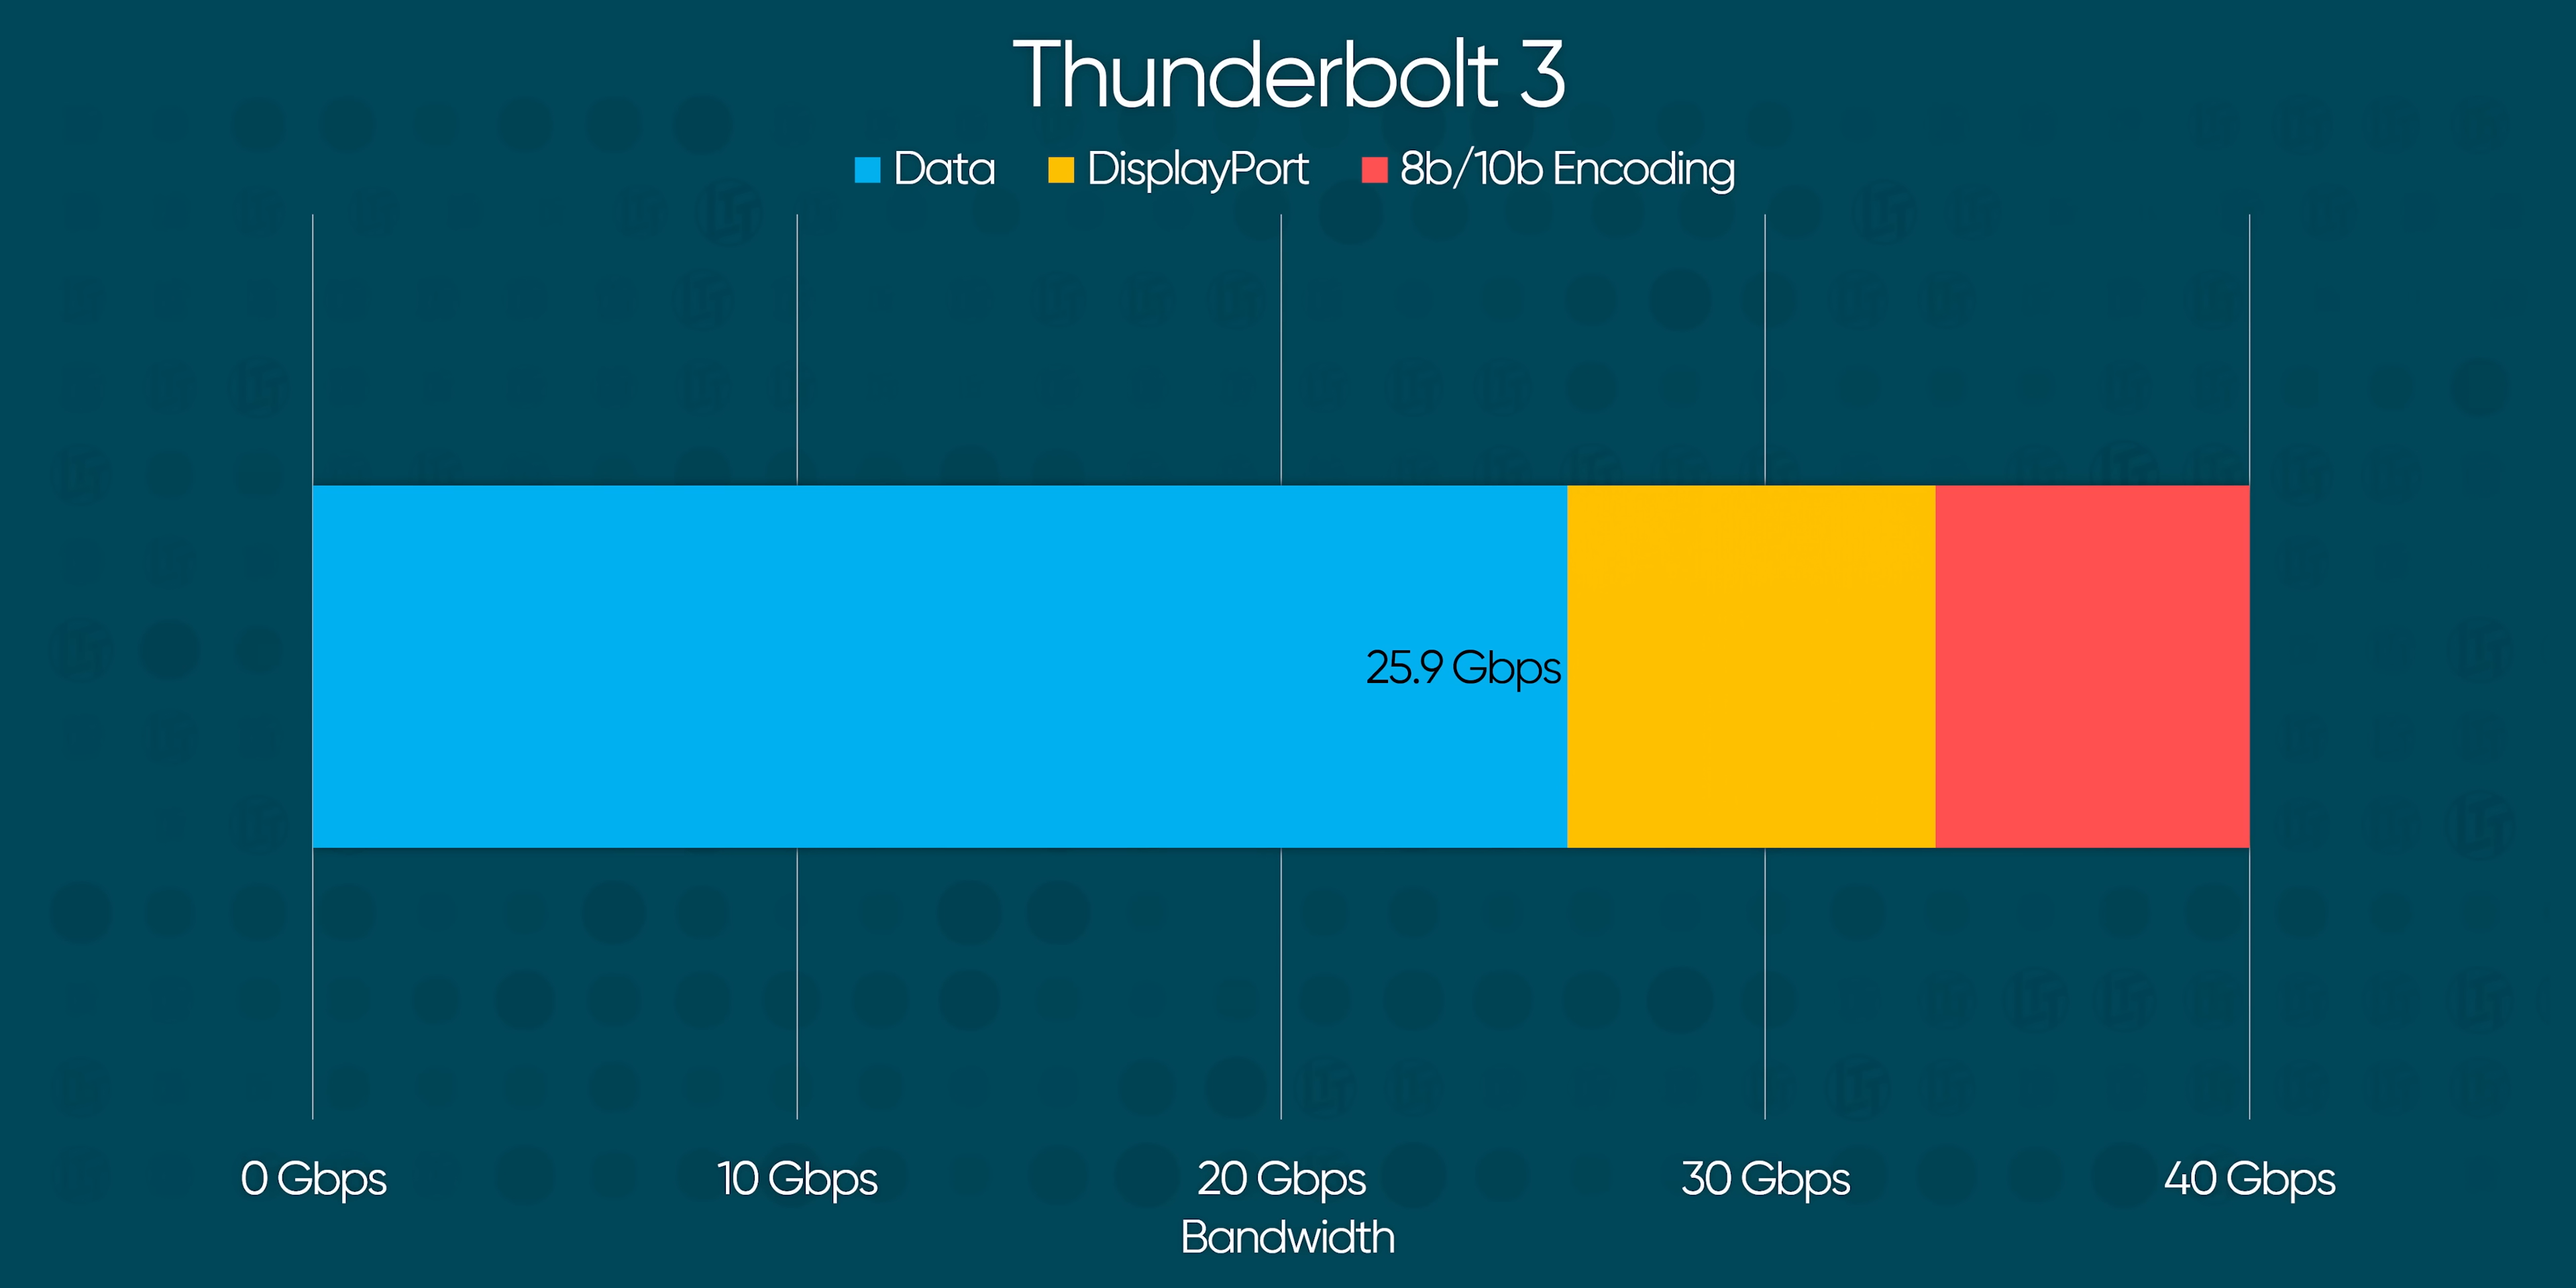 Thunderbolt 3
Data DisplayPort 8b/10b Encoding
25.9 Gbps
0 Gbps 10 Gbps 20 Gbps 30 Gbps 40 Gbps
Bandwidth